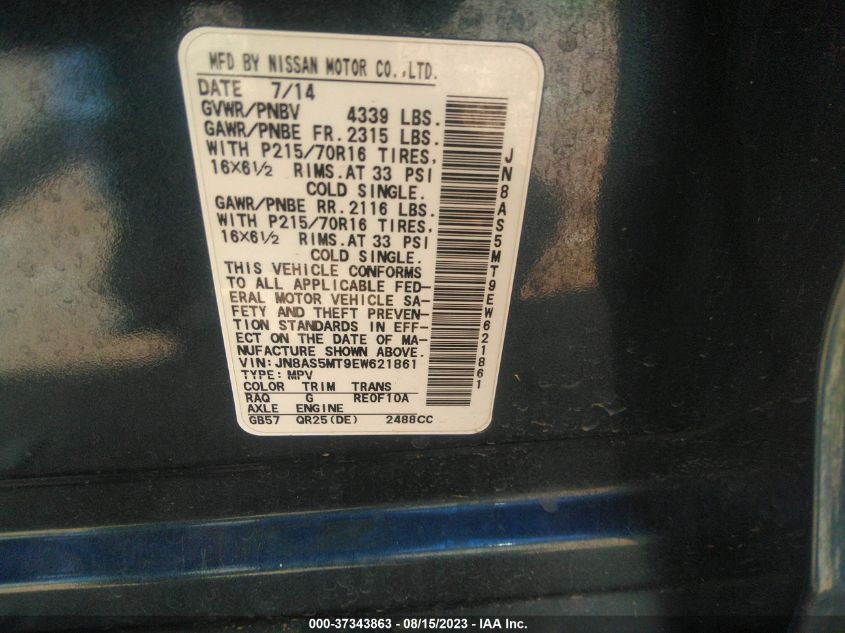 MFD BY NISSAN MOTOR CO.,LTD.
DATE 7/14
GVWR/PNBV 4339 LBS.
GAWR/PNBE FR. 2315 LBS.
WITH P215/70R16 TIRES,
16X6½ RIMS. AT 33 PSI
COLD SINGLE.
GAWR/PNBE RR. 2116 LBS.
WITH P215/70R16 TIRES,
16X6½ RIMS. AT 33 PSI
COLD SINGLE.
THIS VEHICLE CONFORMS
TO ALL APPLICABLE FED-
ERAL MOTOR VEHICLE SA-
FETY AND THEFT PREVEN-
TION STANDARDS IN EFF-
ECT ON THE DATE OF MA-
NUFACTURE SHOWN ABOVE.
VIN: JN8AS5MT9EW621861
TYPE: MPV
COLOR TRIM TRANS
RAQ G RE0F10A
AXLE ENGINE
GB57 QR25(DE) 2488CC
JN8AS5MT9EW621861
000-37343863 - 08/15/2023 - IAA Inc.